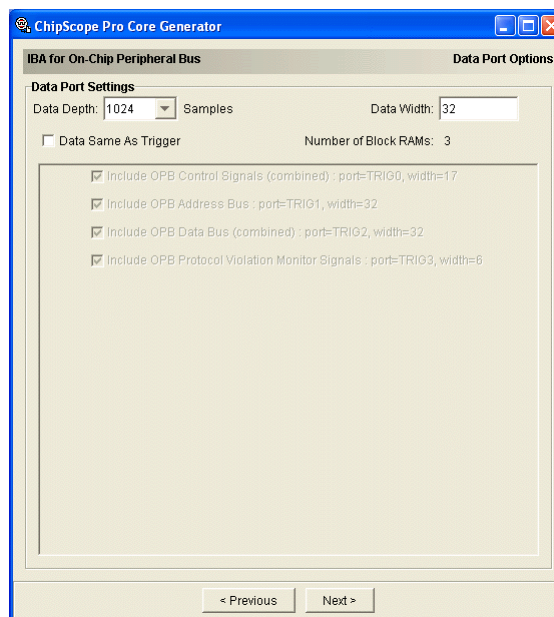 ChipScope Pro Core Generator
IBA for On-Chip Peripheral Bus Data Port Options
Data Port Settings
Data Depth: 1024 Samples Data Width: 32
Data Same As Trigger Number of Block RAMs: 3
Include OPB Control Signals (combined) : port=TRIG0, width=17
Include OPB Address Bus : port=TRIG1, width=32
Include OPB Data Bus (combined) : port=TRIG2, width=32
Include OPB Protocol Violation Monitor Signals : port=TRIG3, width=6
< Previous Next >